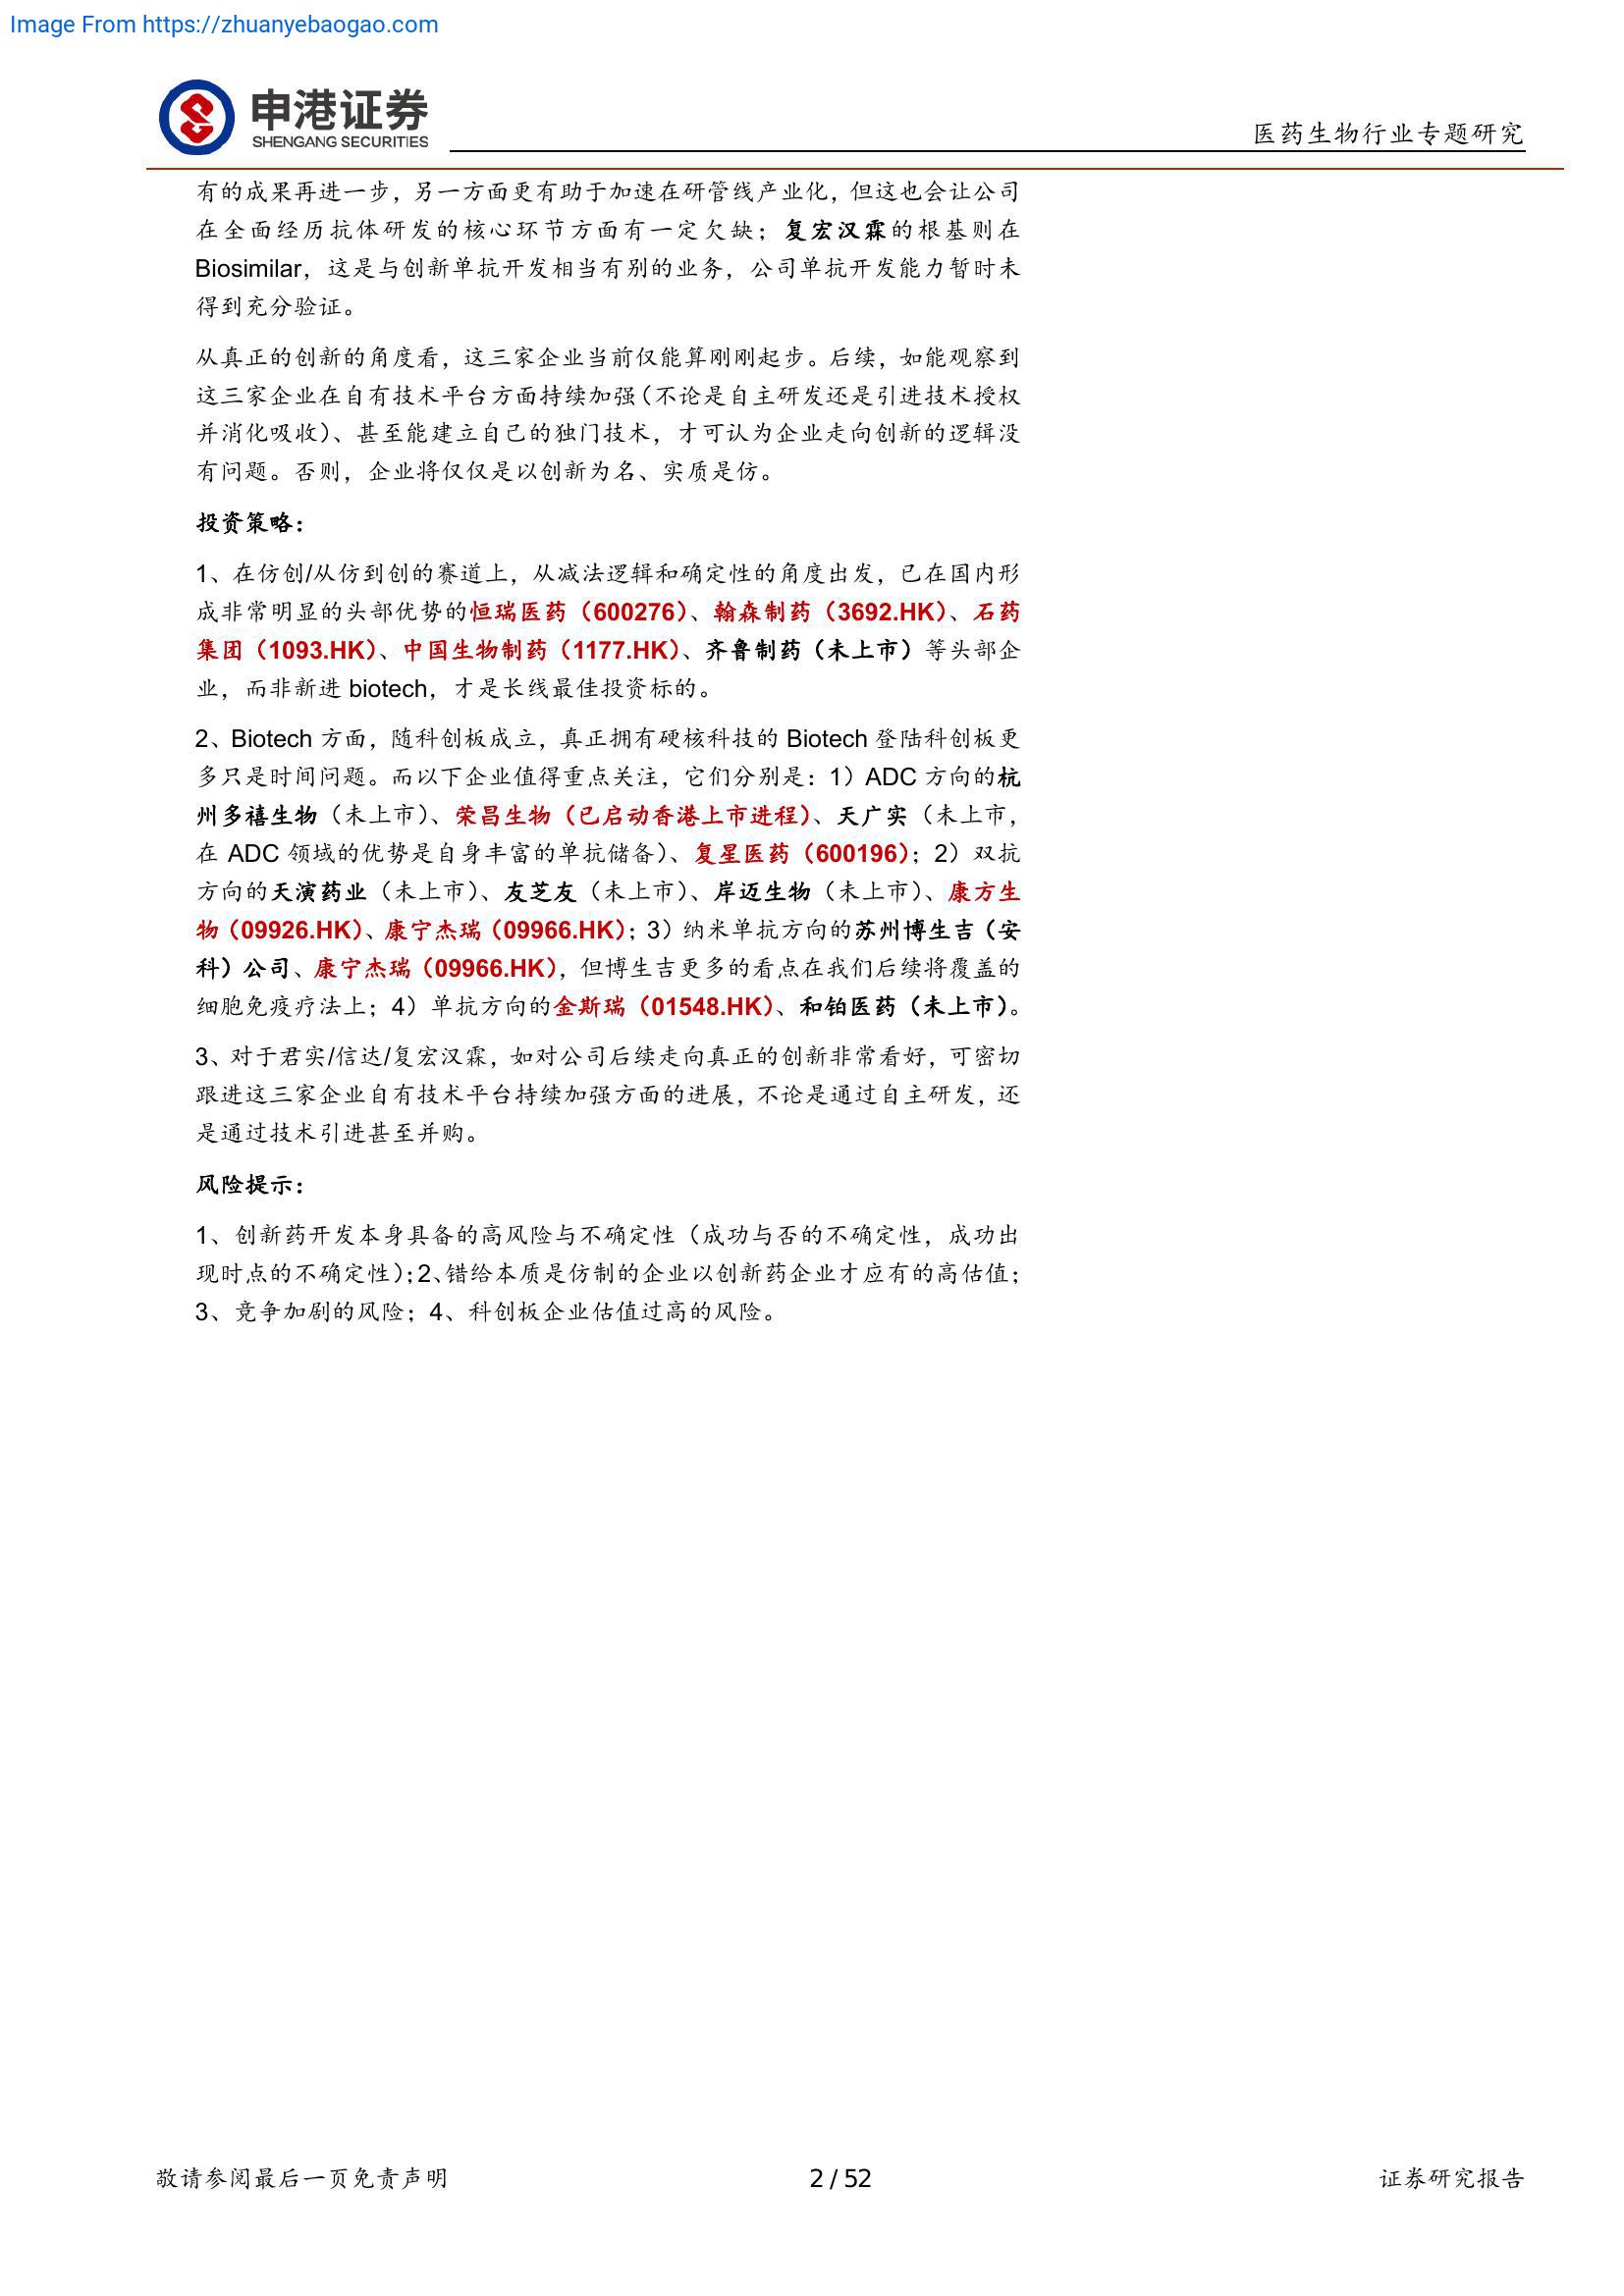 Image From https://zhuanyebaogao.com
申港证券
SHENGANG SECURITIES
医药生物行业专题研究
有的成果再进一步，另一方面更有助于加速在研管线产业化，但这也会让公司
在全面经历抗体研发的核心环节方面有一定欠缺；复宏汉霖的根基则在
Biosimilar，这是与创新单抗开发相当有别的业务，公司单抗开发能力暂时未
得到充分验证。
从真正的创新的角度看，这三家企业当前仅能算刚刚起步。后续，如能观察到
这三家企业在自有技术平台方面持续加强（不论是自主研发还是引进技术授权
并消化吸收）、甚至能建立自己的独门技术，才可认为企业走向创新的逻辑没
有问题。否则，企业将仅仅是以创新为名、实质是仿。
投资策略：
1、在仿创/从仿到创的赛道上，从减法逻辑和确定性的角度出发，已在国内形
成非常明显的头部优势的恒瑞医药（600276）、翰森制药（3692.HK）、石药
集团（1093.HK）、中国生物制药（1177.HK）、齐鲁制药（未上市）等头部企
业，而非新进 biotech，才是长线最佳投资标的。
2、Biotech 方面，随科创板成立，真正拥有硬核科技的 Biotech 登陆科创板更
多只是时间问题。而以下企业值得重点关注，它们分别是：1）ADC 方向的杭
州多禧生物（未上市）、荣昌生物（已启动香港上市进程）、天广实（未上市，
在 ADC 领域的优势是自身丰富的单抗储备）、复星医药（600196）；2）双抗
方向的天演药业（未上市）、友芝友（未上市）、岸迈生物（未上市）、康方生
物（09926.HK）、康宁杰瑞（09966.HK）；3）纳米单抗方向的苏州博生吉（安
科）公司、康宁杰瑞（09966.HK），但博生吉更多的看点在我们后续将覆盖的
细胞免疫疗法上；4）单抗方向的金斯瑞（01548.HK）、和铂医药（未上市）。
3、对于君实/信达/复宏汉霖，如对公司后续走向真正的创新非常看好，可密切
跟进这三家企业自有技术平台持续加强方面的进展，不论是通过自主研发，还
是通过技术引进甚至并购。
风险提示：
1、创新药开发本身具备的高风险与不确定性（成功与否的不确定性，成功出
现时点的不确定性）；2、错给本质是仿制的企业以创新药企业才应有的高估值；
3、竞争加剧的风险；4、科创板企业估值过高的风险。
敬请参阅最后一页免责声明
2 / 52
证券研究报告